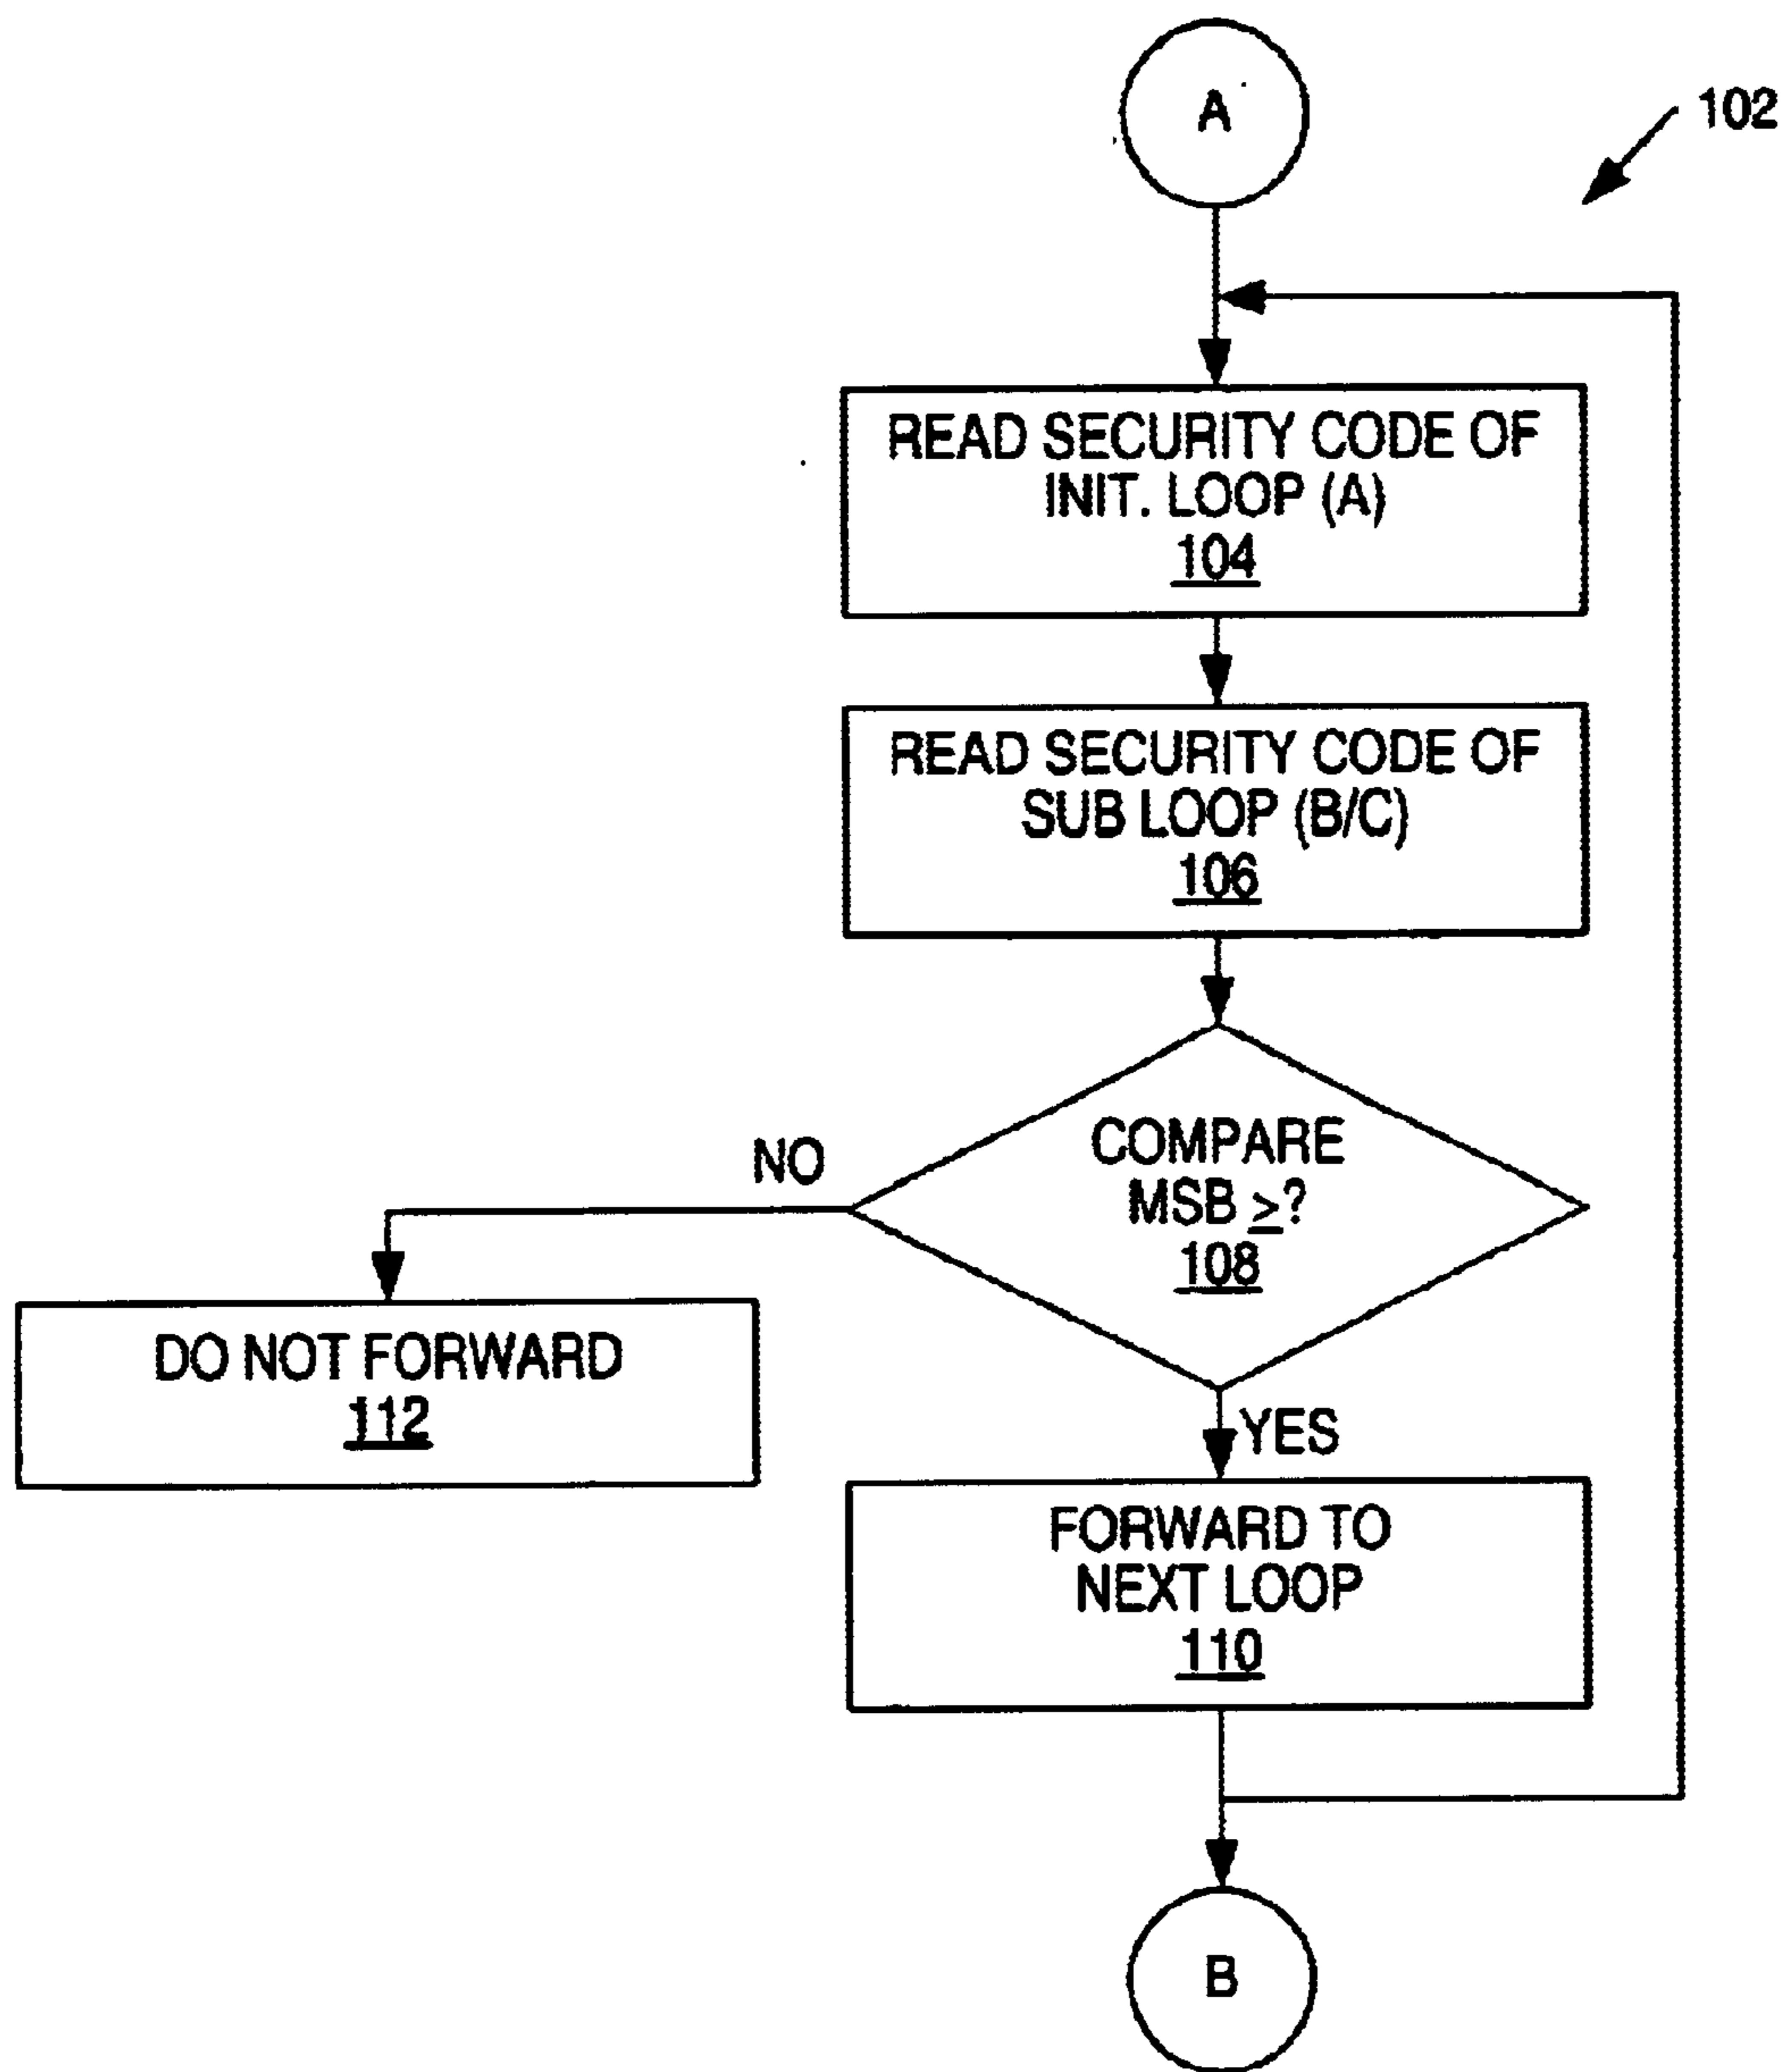 A
102
READ SECURITY CODE OF
INIT. LOOP (A)
104
READ SECURITY CODE OF
SUB LOOP (B/C)
106
COMPARE
MSB ≥?
108
NO
DO NOT FORWARD
112
YES
FORWARD TO
NEXT LOOP
110
B